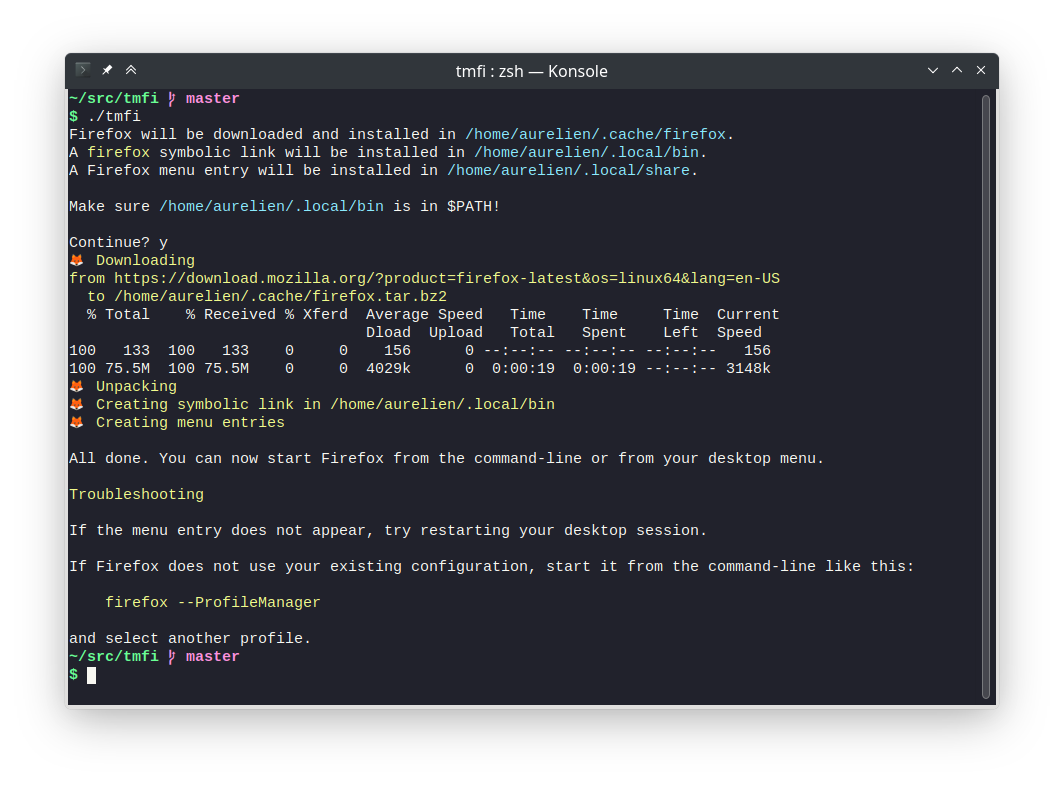 tmfi : zsh — Konsole
~/src/tmfi master
$ ./tmfi
Firefox will be downloaded and installed in /home/aurelien/.cache/firefox.
A firefox symbolic link will be installed in /home/aurelien/.local/bin.
A Firefox menu entry will be installed in /home/aurelien/.local/share.
Make sure /home/aurelien/.local/bin is in $PATH!
Continue? y
🦊 Downloading
from https://download.mozilla.org/?product=firefox-latest&os=linux64&lang=en-US
  to /home/aurelien/.cache/firefox.tar.bz2
  % Total    % Received % Xferd  Average Speed   Time    Time     Time  Current
                                 Dload  Upload   Total   Spent    Left  Speed
100   133  100   133    0     0    156      0 --:--:-- --:--:-- --:--:--   156
100 75.5M  100 75.5M    0     0  4029k      0  0:00:19  0:00:19 --:--:-- 3148k
🦊 Unpacking
🦊 Creating symbolic link in /home/aurelien/.local/bin
🦊 Creating menu entries
All done. You can now start Firefox from the command-line or from your desktop menu.
Troubleshooting
If the menu entry does not appear, try restarting your desktop session.
If Firefox does not use your existing configuration, start it from the command-line like this:
    firefox --ProfileManager
and select another profile.
~/src/tmfi master
$